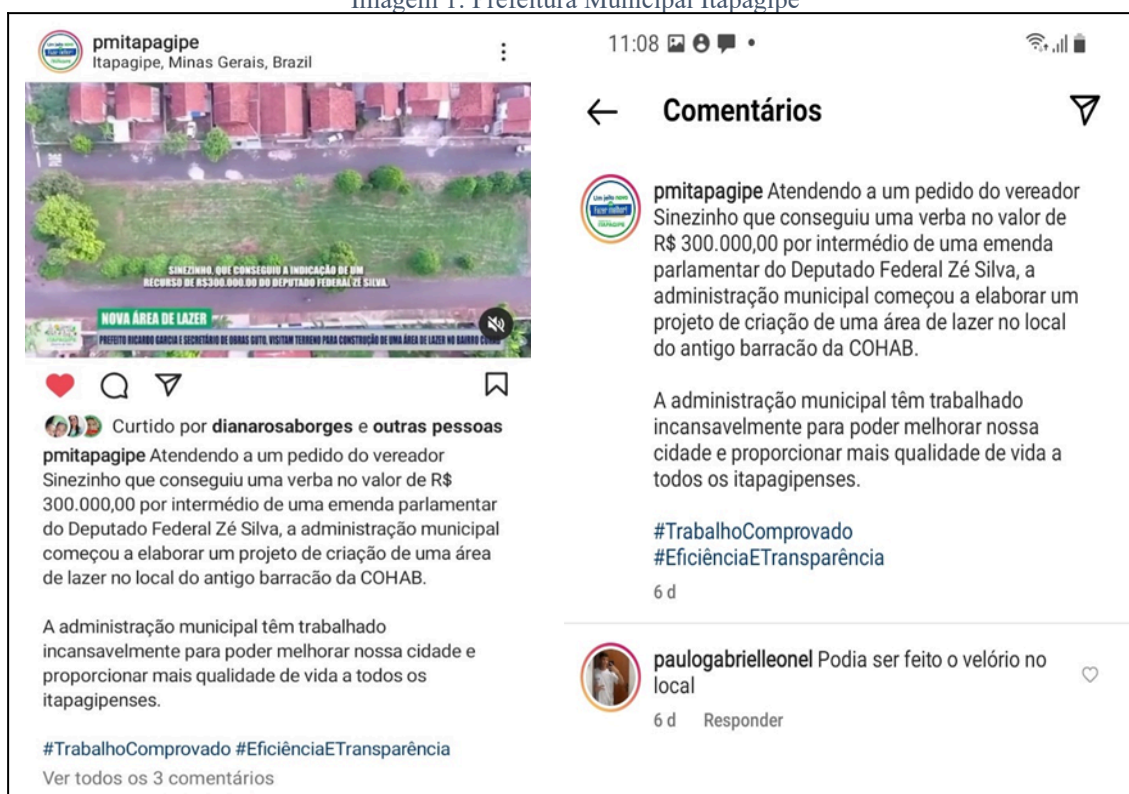 Imagem 1: Prefeitura Municipal Itapagipe
pmitapagipe
Itapagipe, Minas Gerais, Brazil
SINEZINHO, QUE CONSEGUIU A INDICAÇÃO DE UM
RECURSO DE R$300.000.00 DO DEPUTADO FEDERAL ZÉ SILVA.
NOVA ÁREA DE LAZER
PREFEITO RICARDO GARCIA E SECRETÁRIO DE OBRAS GUTO, VISITAM TERRENO PARA CONSTRUÇÃO DE UMA ÁREA DE LAZER NO BAIRRO COHAB
Curtido por dianarosaborges e outras pessoas
pmitapagipe Atendendo a um pedido do vereador
Sinezinho que conseguiu uma verba no valor de R$
300.000,00 por intermédio de uma emenda parlamentar
do Deputado Federal Zé Silva, a administração municipal
começou a elaborar um projeto de criação de uma área
de lazer no local do antigo barracão da COHAB.
A administração municipal têm trabalhado
incansavelmente para poder melhorar nossa cidade e
proporcionar mais qualidade de vida a todos os
itapagipenses.
#TrabalhoComprovado #EficiênciaETransparência
Ver todos os 3 comentários
11:08
Comentários
Um jeito novo
Fazer melhor!
ITAPAGIPE
pmitapagipe Atendendo a um pedido do vereador
Sinezinho que conseguiu uma verba no valor de
R$ 300.000,00 por intermédio de uma emenda
parlamentar do Deputado Federal Zé Silva, a
administração municipal começou a elaborar um
projeto de criação de uma área de lazer no local
do antigo barracão da COHAB.
A administração municipal têm trabalhado
incansavelmente para poder melhorar nossa
cidade e proporcionar mais qualidade de vida a
todos os itapagipenses.
#TrabalhoComprovado
#EficiênciaETransparência
6 d
paulogabrielleonel Podia ser feito o velório no
local
6 d Responder